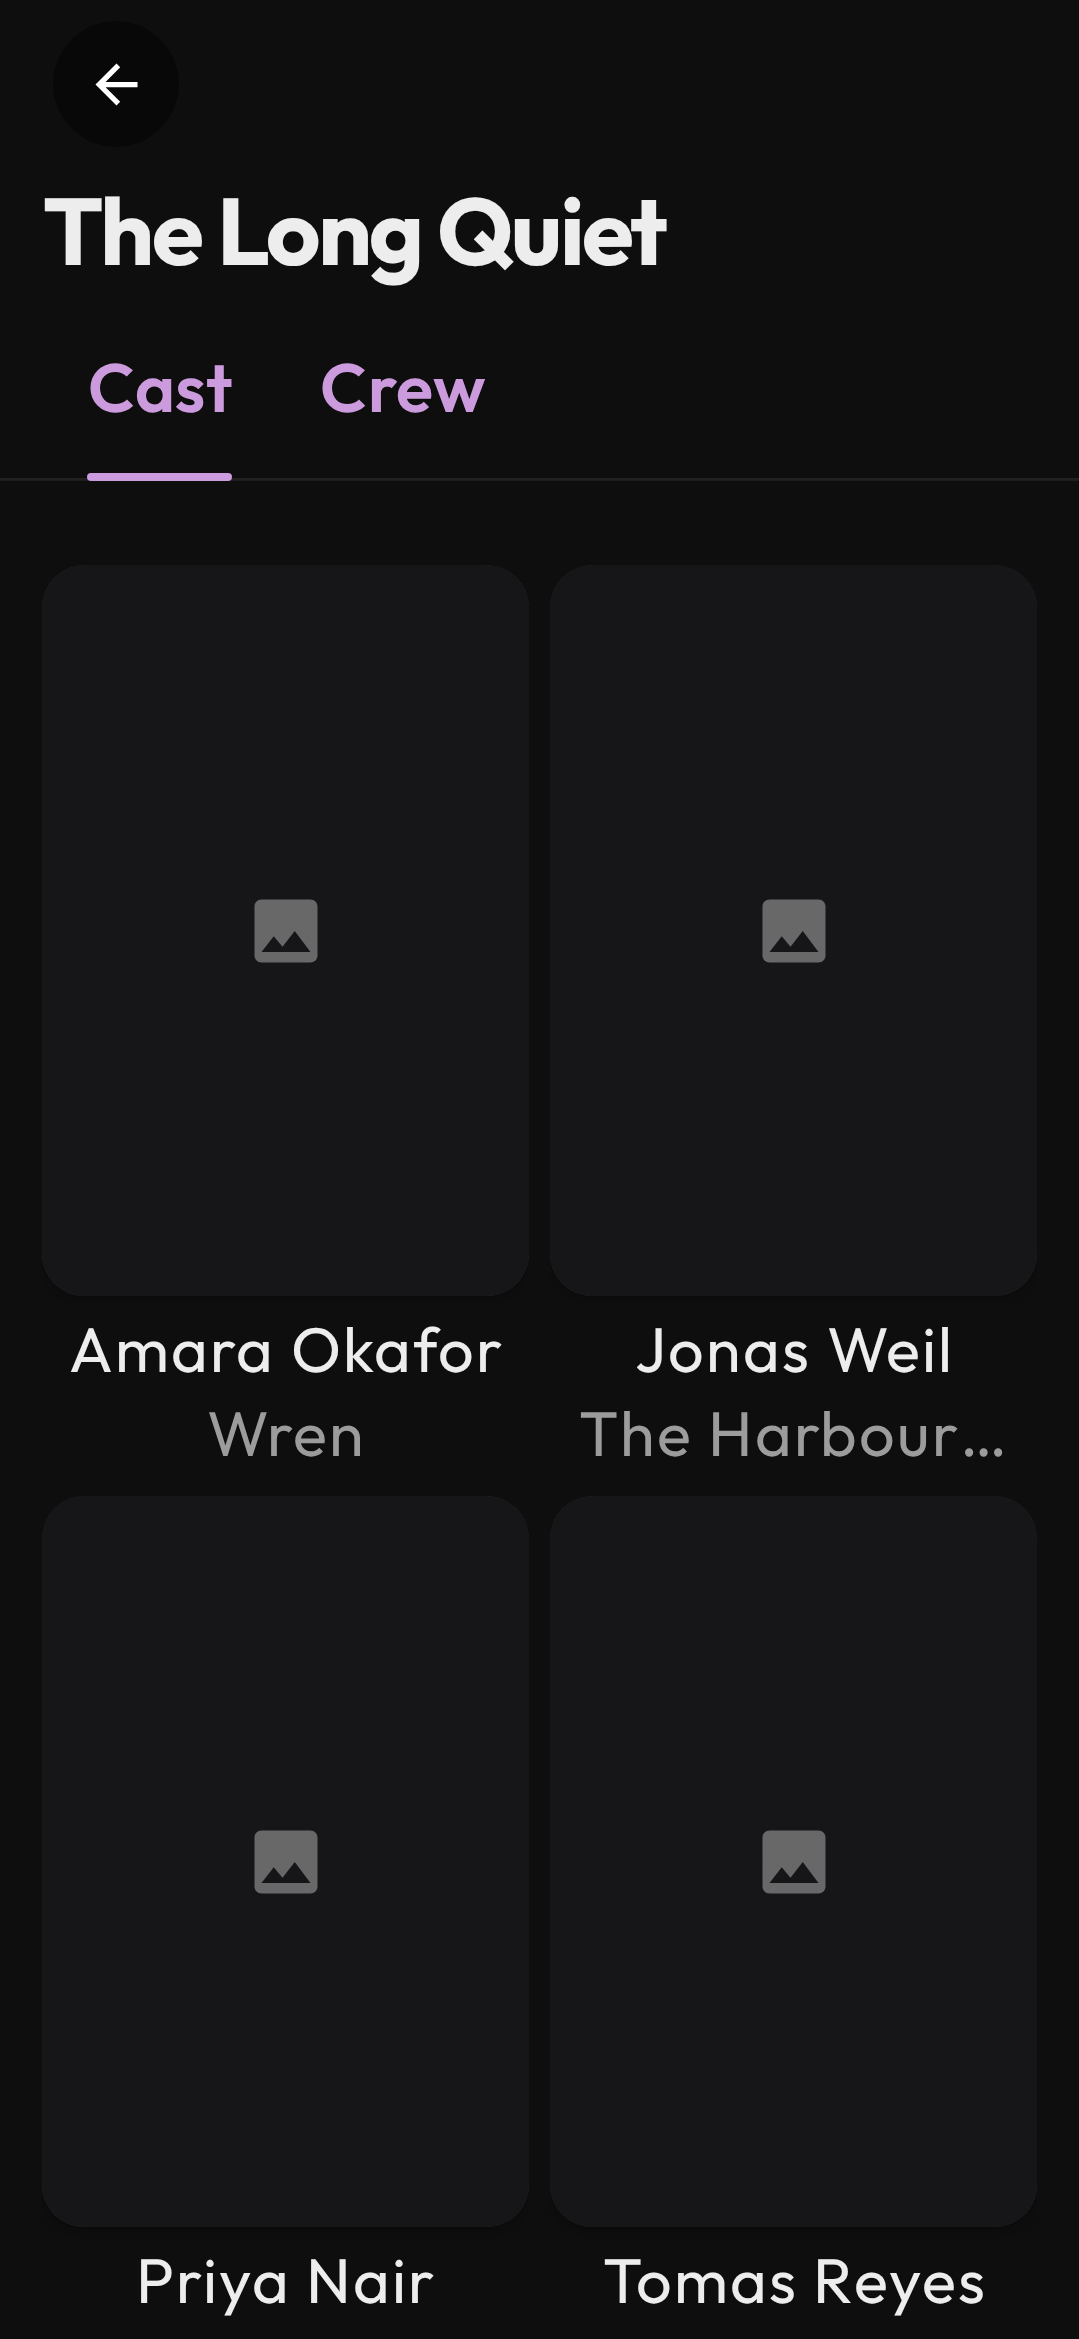 The Long Quiet
Cast Crew
Amara Okafor
Wren
Jonas Weil
The Harbour…
Priya Nair
Tomas Reyes